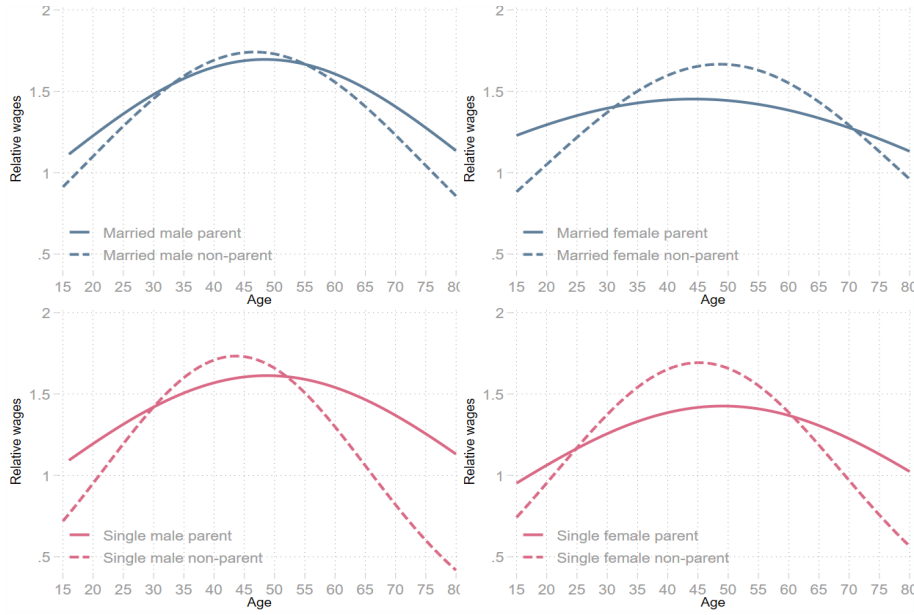 2
1.5
1
.5
Relative wages
Married male parent
Married male non-parent
15 20 25 30 35 40 45 50 55 60 65 70 75 80
Age
2
1.5
1
.5
Relative wages
Married female parent
Married female non-parent
15 20 25 30 35 40 45 50 55 60 65 70 75 80
Age
2
1.5
1
.5
Relative wages
Single male parent
Single male non-parent
15 20 25 30 35 40 45 50 55 60 65 70 75 80
Age
2
1.5
1
.5
Relative wages
Single female parent
Single female non-parent
15 20 25 30 35 40 45 50 55 60 65 70 75 80
Age